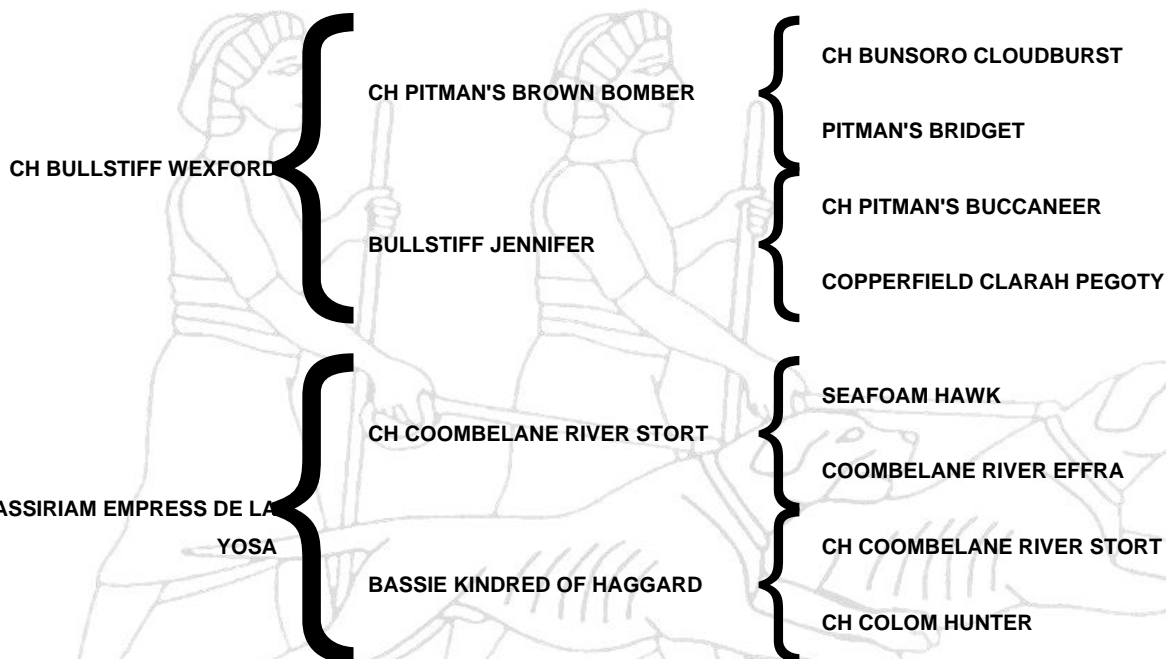 CH BUNSORO CLOUDBURST
CH PITMAN'S BROWN BOMBER
PITMAN'S BRIDGET
CH BULLSTIFF WEXFORD
CH PITMAN'S BUCCANEER
BULLSTIFF JENNIFER
COPPERFIELD CLARAH PEGOTY
SEAFOAM HAWK
CH COOMBELANE RIVER STORT
COOMBELANE RIVER EFFRA
ASSIRIAM EMPRESS DE LA
YOSA
CH COOMBELANE RIVER STORT
BASSIE KINDRED OF HAGGARD
CH COLOM HUNTER